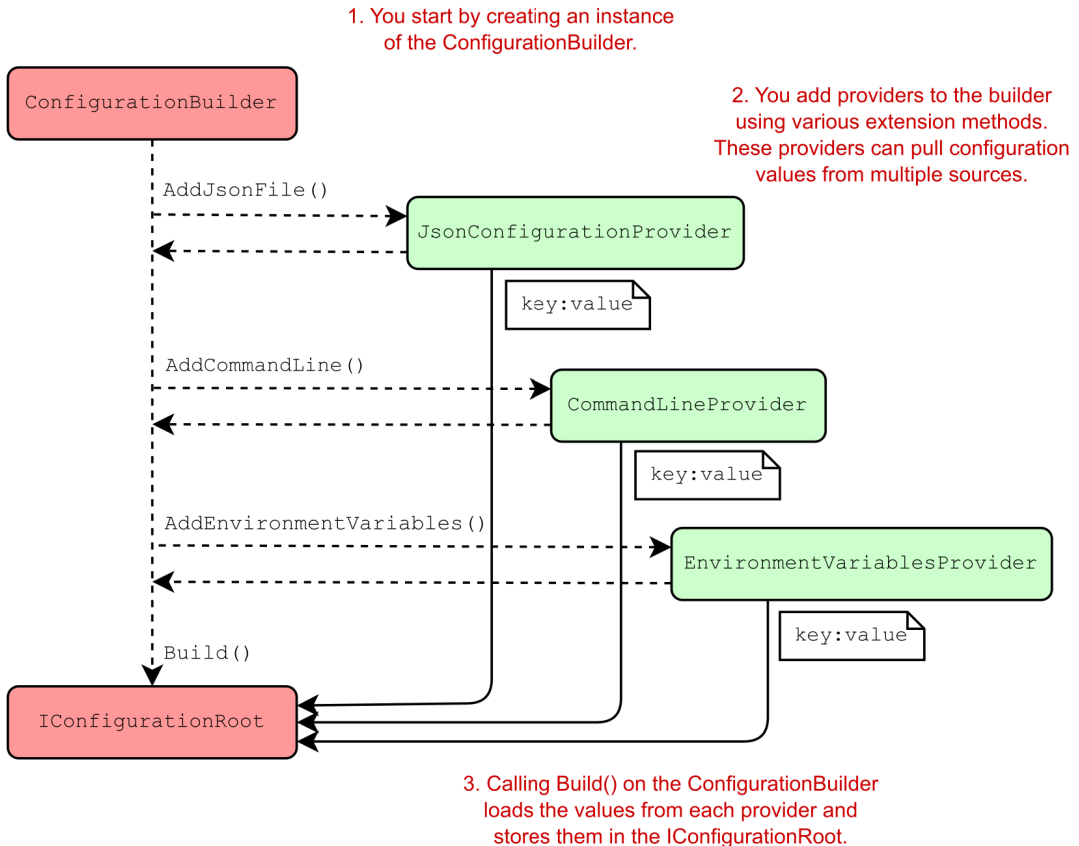 1. You start by creating an instance
of the ConfigurationBuilder.
ConfigurationBuilder
2. You add providers to the builder
using various extension methods.
These providers can pull configuration
values from multiple sources.
AddJsonFile()
JsonConfigurationProvider
key:value
AddCommandLine()
CommandLineProvider
key:value
AddEnvironmentVariables()
EnvironmentVariablesProvider
key:value
Build()
IConfigurationRoot
3. Calling Build() on the ConfigurationBuilder
loads the values from each provider and
stores them in the IConfigurationRoot.